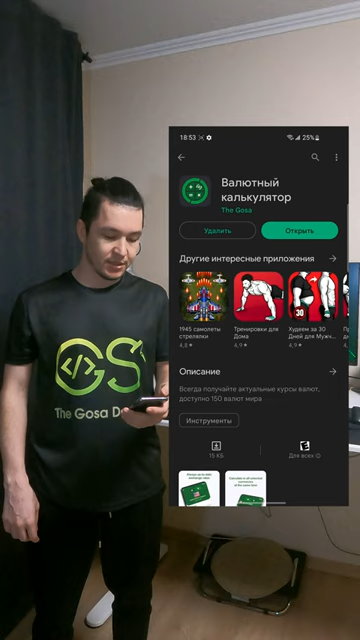 18:53
25%
Валютный
калькулятор
The Gosa
Удалить
Открыть
Другие интересные приложения
1945 самолеты
стрелялки
4,8★
Тренировки для
Дома
4,9★
30
Худеем за 30
Дней для Мужч...
4,9★
Описание
Всегда получайте актуальные курсы валют,
доступно 150 валют мира
Инструменты
15 КБ
E
Для всех
GS
</>
The Gosa D